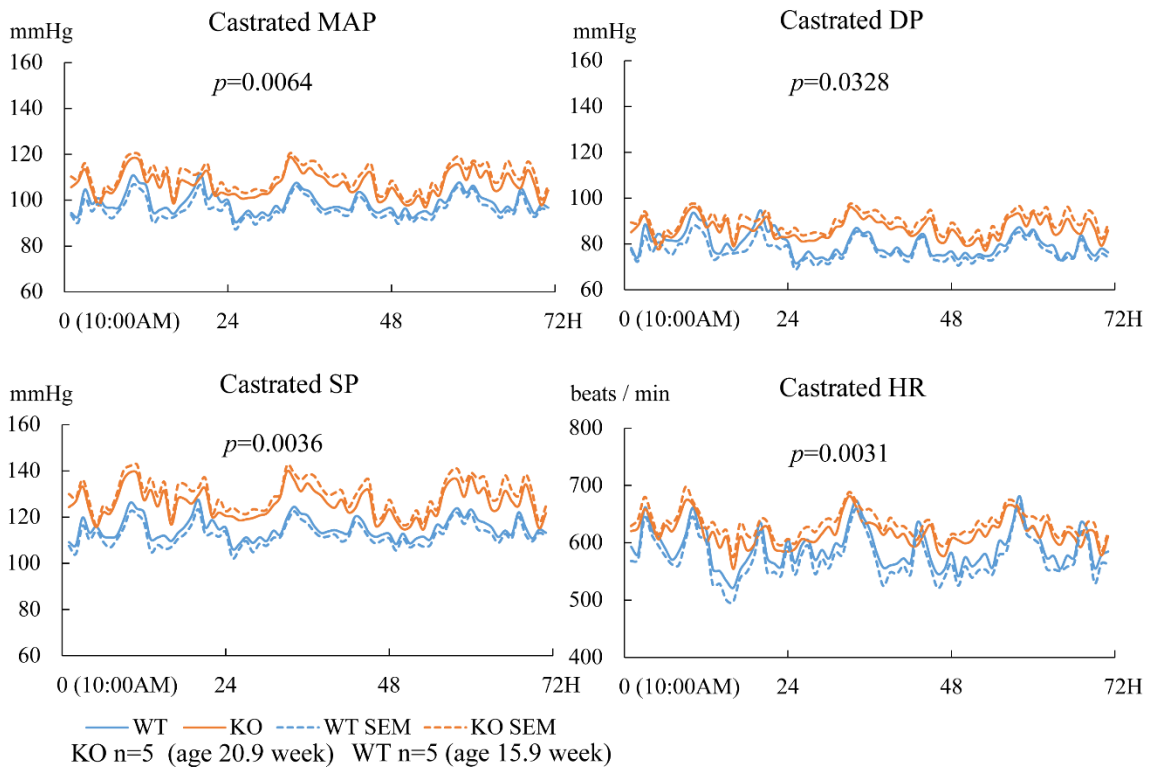 Castrated MAP
mmHg
160
p=0.0064
140
120
100
80
60
0 (10:00AM) 24 48 72H
Castrated DP
mmHg
160
p=0.0328
140
120
100
80
60
0 (10:00AM) 24 48 72H
Castrated SP
mmHg
160
p=0.0036
140
120
100
80
60
0 (10:00AM) 24 48 72H
Castrated HR
beats / min
800
p=0.0031
700
600
500
400
0 (10:00AM) 24 48 72H
WT KO WT SEM KO SEM
KO n=5 (age 20.9 week) WT n=5 (age 15.9 week)